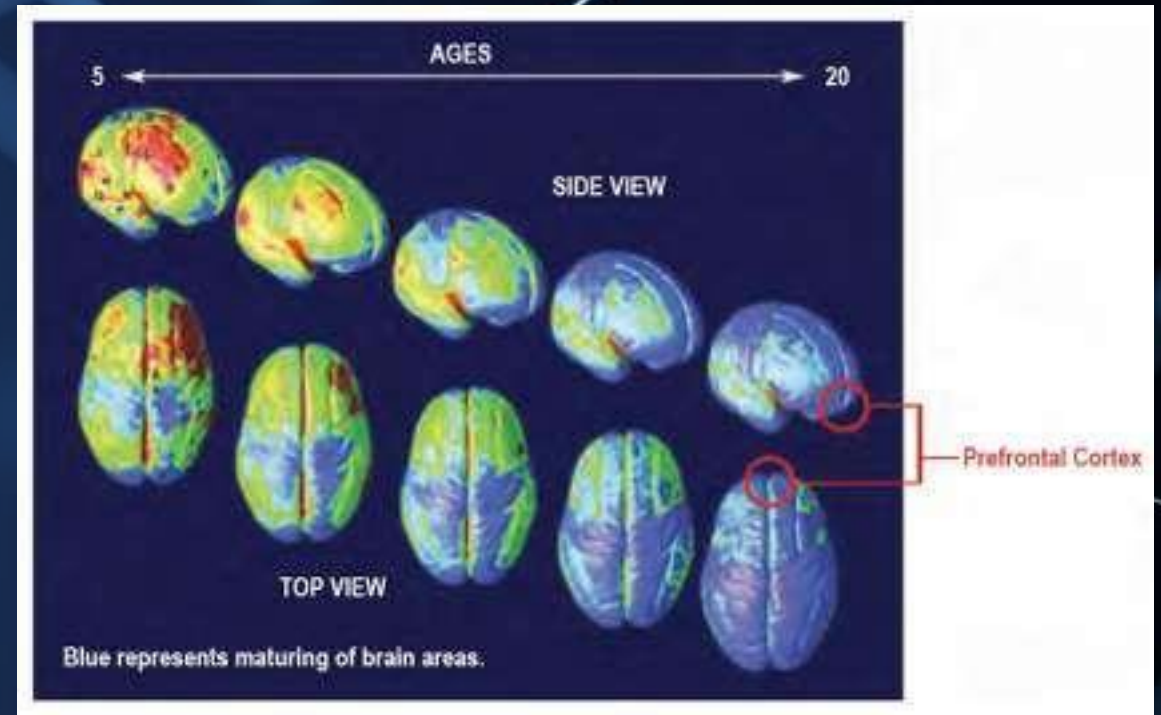 AGES
5 20
SIDE VIEW
Prefrontal Cortex
TOP VIEW
Blue represents maturing of brain areas.